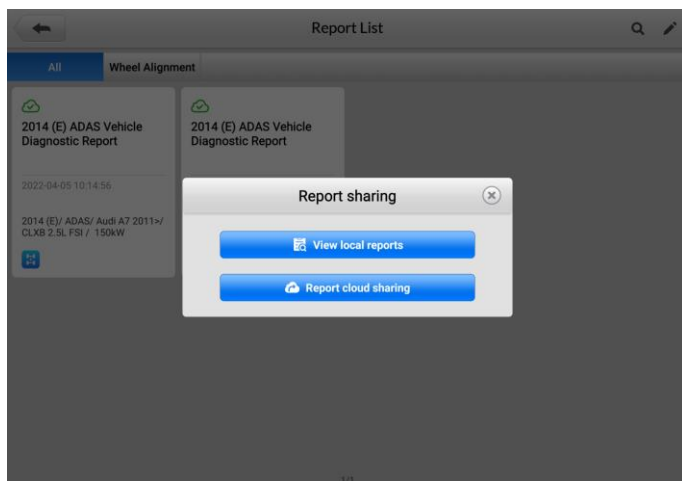 Report List
All
Wheel Alignment
2014 (E) ADAS Vehicle
Diagnostic Report
2022-04-05 10:14:56
2014 (E)/ ADAS/ Audi A7 2011>/
CLXB 2.5L FSI / 150kW
2014 (E) ADAS Vehicle
Diagnostic Report
Report sharing
View local reports
Report cloud sharing